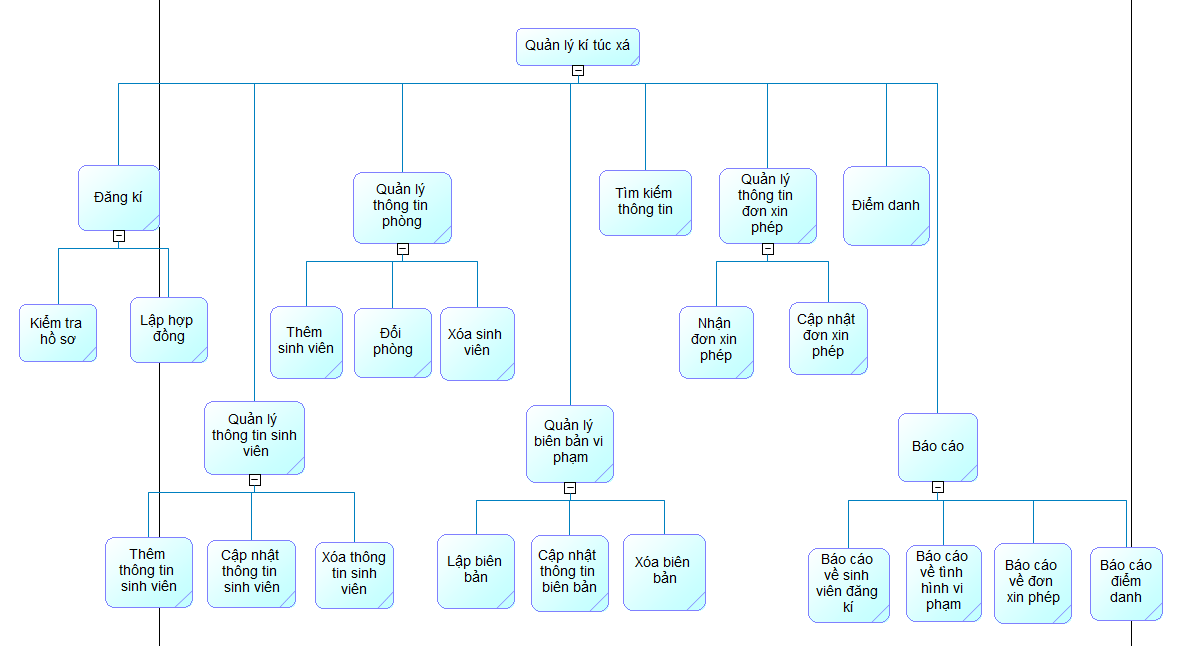 Quản lý kí túc xá
Đăng kí
Quản lý
thông tin
phòng
Tìm kiếm
thông tin
Quản lý
thông tin
đơn xin
phép
Điểm danh
Kiểm tra
hồ sơ
Lập hợp
đồng
Thêm
sinh viên
Đổi
phòng
Xóa sinh
viên
Nhận
đơn xin
phép
Cập nhật
đơn xin
phép
Quản lý
thông tin sinh
viên
Quản lý
biên bản vi
phạm
Báo cáo
Thêm
thông tin
sinh viên
Cập nhật
thông tin
sinh viên
Xóa thông
tin sinh
viên
Lập biên
bản
Cập nhật
thông tin
biên bản
Xóa biên
bản
Báo cáo
về sinh
viên đăng
kí
Báo cáo
về tình
hình vi
phạm
Báo cáo
về đơn
xin phép
Báo cáo
điểm
danh